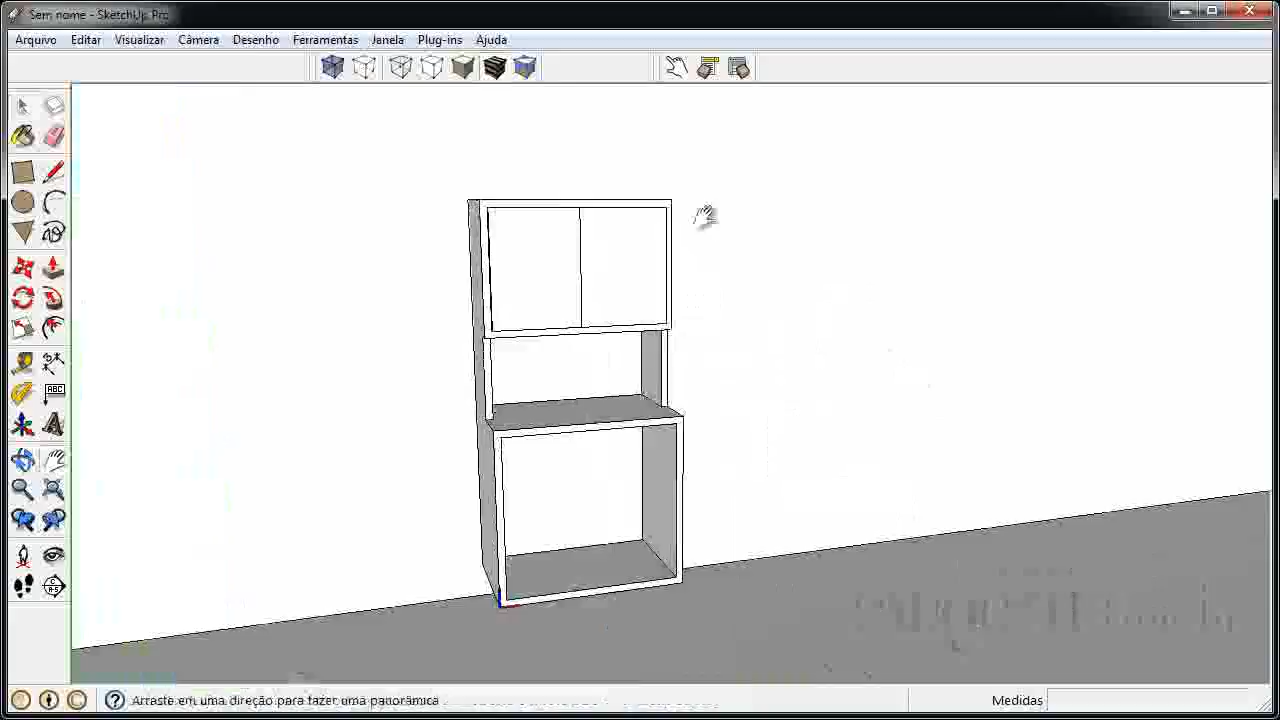 Sem nome - SketchUp Pro
Arquivo Editar Visualizar Câmera Desenho Ferramentas Janela Plug-ins Ajuda
ABC
A
Arraste em uma direção para fazer uma panorâmica
Medidas